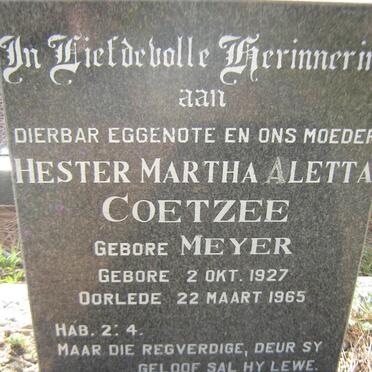 In Liefdevolle Herinnerin
aan
DIERBAR EGGENOTE EN ONS MOEDER
HESTER MARTHA ALETTA
COETZEE
GEBORE MEYER
GEBORE 2 OKT. 1927
OORLEDE 22 MAART 1965
HAB. 2: 4.
MAAR DIE REGVERDIGE, DEUR SY
GELOOF SAL HY LEWE.